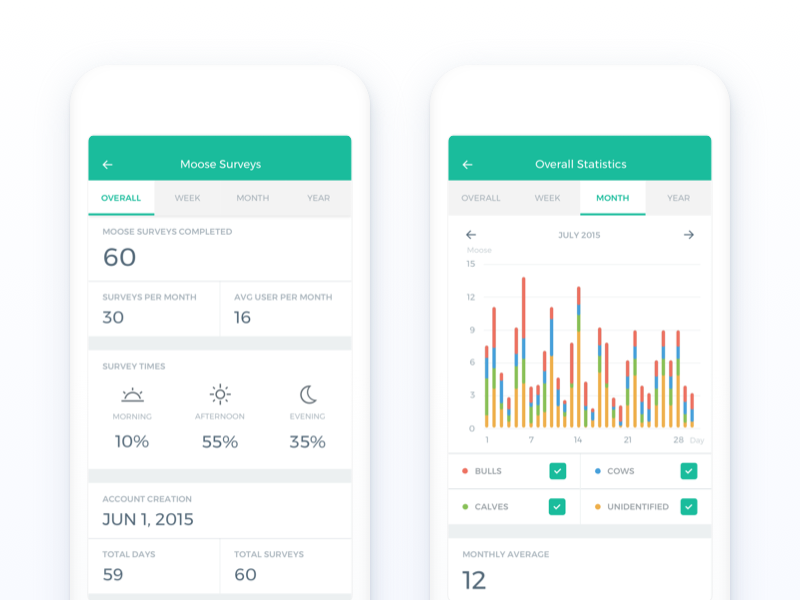 Moose Surveys
OVERALL WEEK MONTH YEAR
MOOSE SURVEYS COMPLETED
60
SURVEYS PER MONTH AVG USER PER MONTH
30 16
SURVEY TIMES
MORNING AFTERNOON EVENING
10% 55% 35%
ACCOUNT CREATION
JUN 1, 2015
TOTAL DAYS TOTAL SURVEYS
59 60
Overall Statistics
OVERALL WEEK MONTH YEAR
JULY 2015
Moose
15
12
9
6
3
0
1 7 14 21 28 Day
BULLS COWS
CALVES UNIDENTIFIED
MONTHLY AVERAGE
12